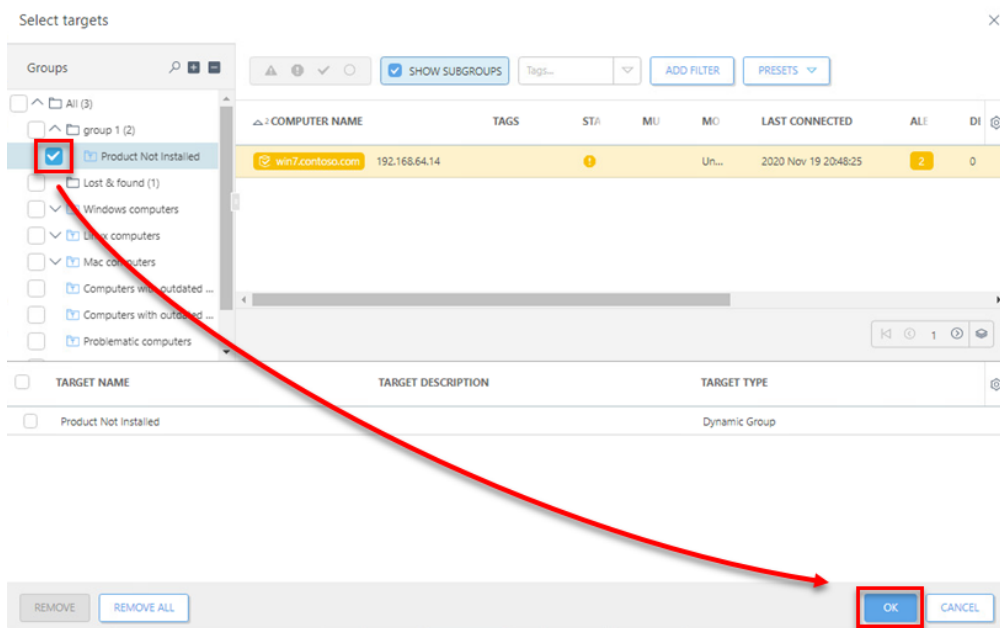 Select targets
Groups
SHOW SUBGROUPS
Tags...
ADD FILTER
PRESETS
All (3)
group 1 (2)
Product Not Installed
Lost & found (1)
Windows computers
Linux computers
Mac computers
Computers with outdated ...
Computers with outdated ...
Problematic computers
COMPUTER NAME TAGS STA MU MO LAST CONNECTED ALE DI
win7.contoso.com 192.168.64.14 Un... 2020 Nov 19 20:48:25 2 0
1
TARGET NAME TARGET DESCRIPTION TARGET TYPE
Product Not Installed Dynamic Group
REMOVE REMOVE ALL OK CANCEL